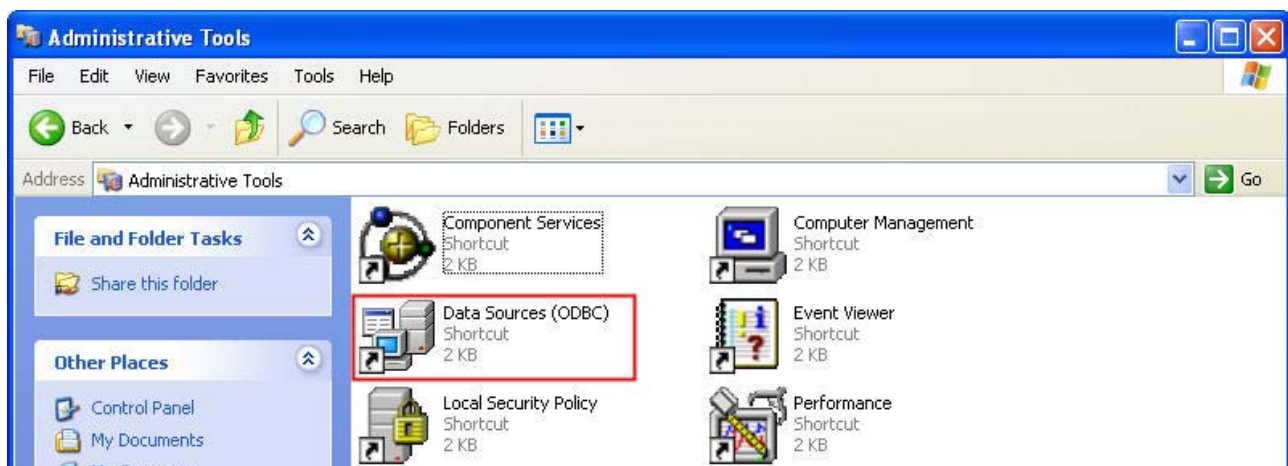 Administrative Tools
File Edit View Favorites Tools Help
Back Search Folders
Address Administrative Tools Go
File and Folder Tasks
Share this folder
Other Places
Control Panel
My Documents
Component Services
Shortcut
2 KB
Computer Management
Shortcut
2 KB
Data Sources (ODBC)
Shortcut
2 KB
Event Viewer
Shortcut
2 KB
Local Security Policy
Shortcut
2 KB
Performance
Shortcut
2 KB